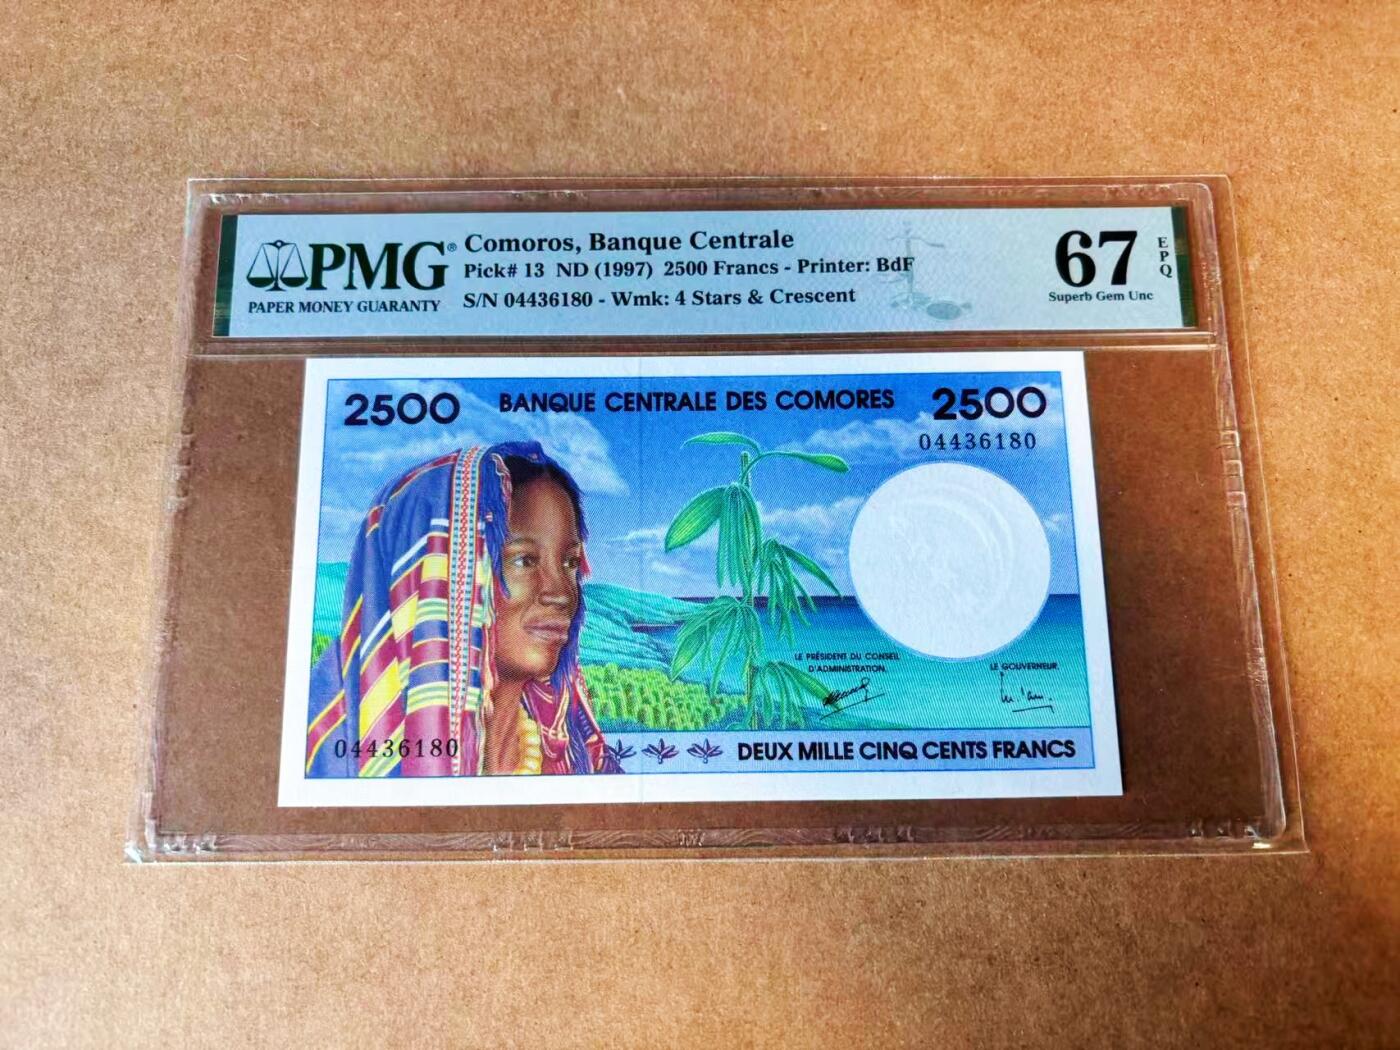 PMG®
PAPER MONEY GUARANTY
Comoros, Banque Centrale
Pick# 13 ND (1997) 2500 Francs - Printer: BdF
S/N 04436180 - Wmk: 4 Stars & Crescent
67
Superb Gem Unc
EPQ
2500
BANQUE CENTRALE DES COMORES
2500
04436180
LE PRÉSIDENT DU CONSEIL
D'ADMINISTRATION,
LE GOUVERNEUR,
04436180
DEUX MILLE CINQ CENTS FRANCS